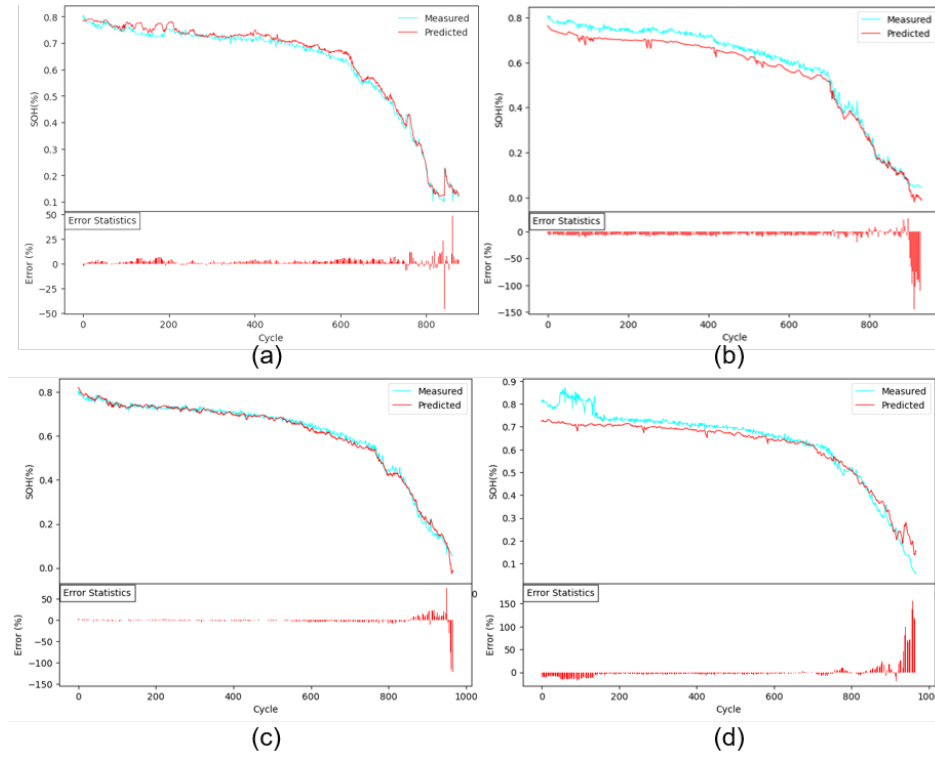 Measured
Predicted
SOH(%)
0.8
0.7
0.6
0.5
0.4
0.3
0.2
0.1
Error Statistics
Error (%)
50
25
0
−25
−50
0
200
400
600
800
Cycle
(a)
Measured
Predicted
SOH(%)
0.8
0.6
0.4
0.2
0.0
Error Statistics
Error (%)
0
−50
−100
−150
0
200
400
600
800
Cycle
(b)
Measured
Predicted
SOH(%)
0.8
0.6
0.4
0.2
0.0
Error Statistics
0
Error (%)
50
0
−50
−100
−150
0
200
400
600
800
1000
Cycle
(c)
Measured
Predicted
SOH(%)
0.9
0.8
0.7
0.6
0.5
0.4
0.3
0.2
0.1
Error Statistics
Error (%)
150
100
50
0
0
200
400
600
800
1000
Cycle
(d)